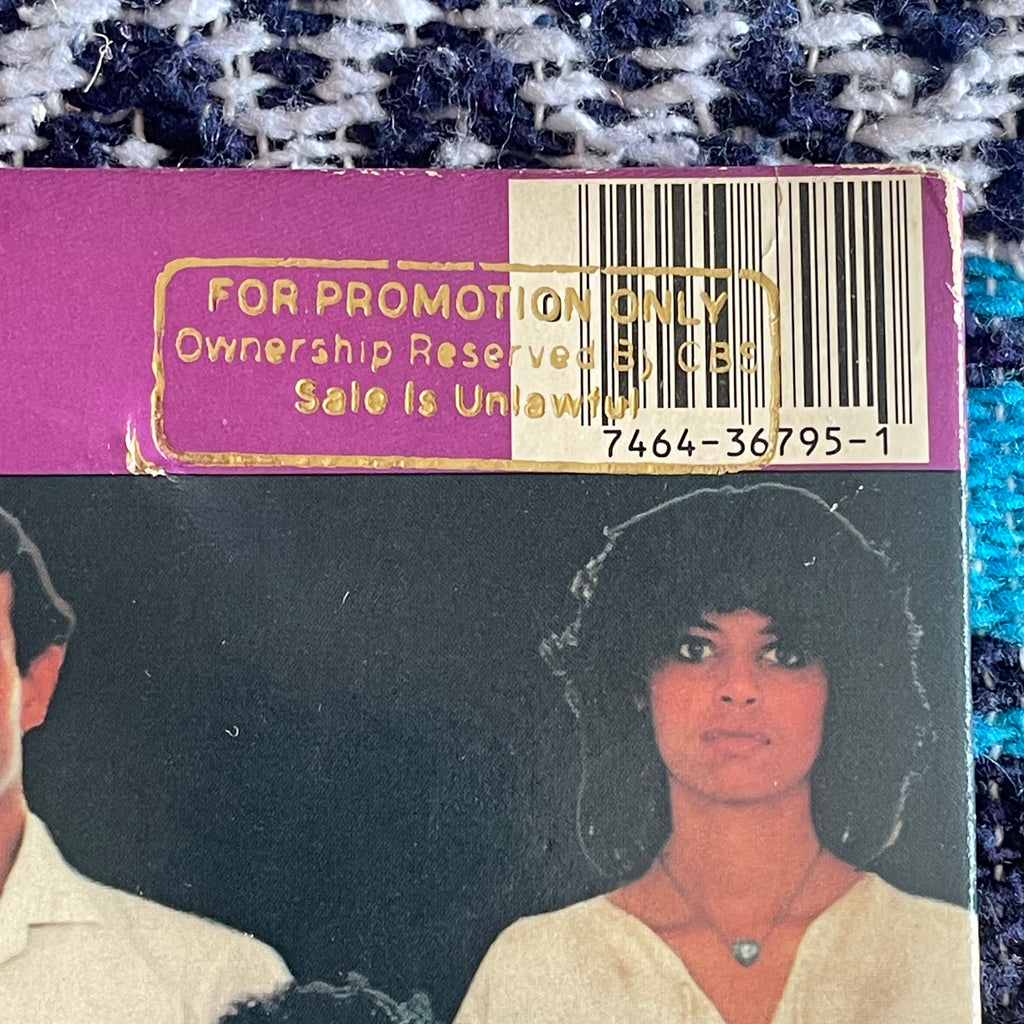 FOR PROMOTION ONLY
Ownership Reserved By CBS
Sale Is Unlawful
7464-36795-1